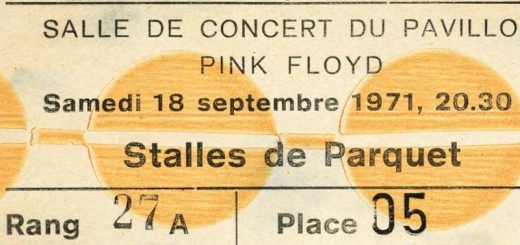 SALLE DE CONCERT DU PAVILLO
PINK FLOYD
Samedi 18 septembre 1971, 20.30
Stalles de Parquet
Rang 27 A Place 05